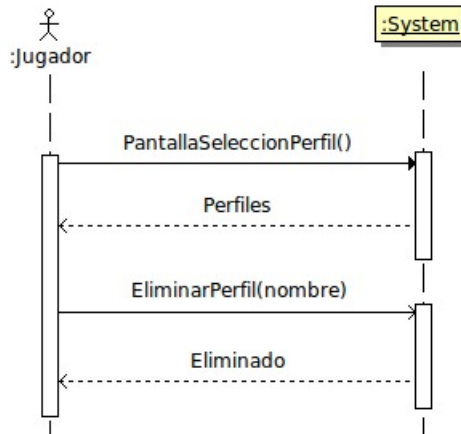 :Jugador
:System
PantallaSeleccionPerfil()
Perfiles
EliminarPerfil(nombre)
Eliminado